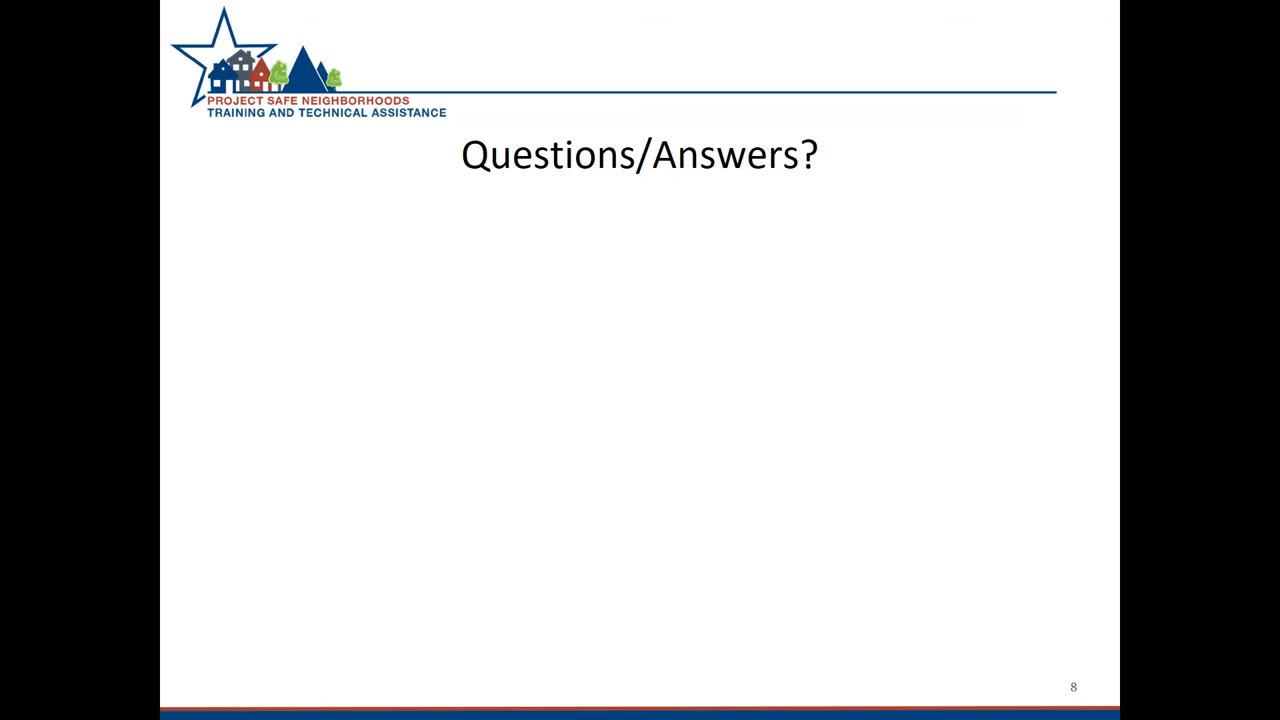 PROJECT SAFE NEIGHBORHOODS
TRAINING AND TECHNICAL ASSISTANCE
Questions/Answers?
8